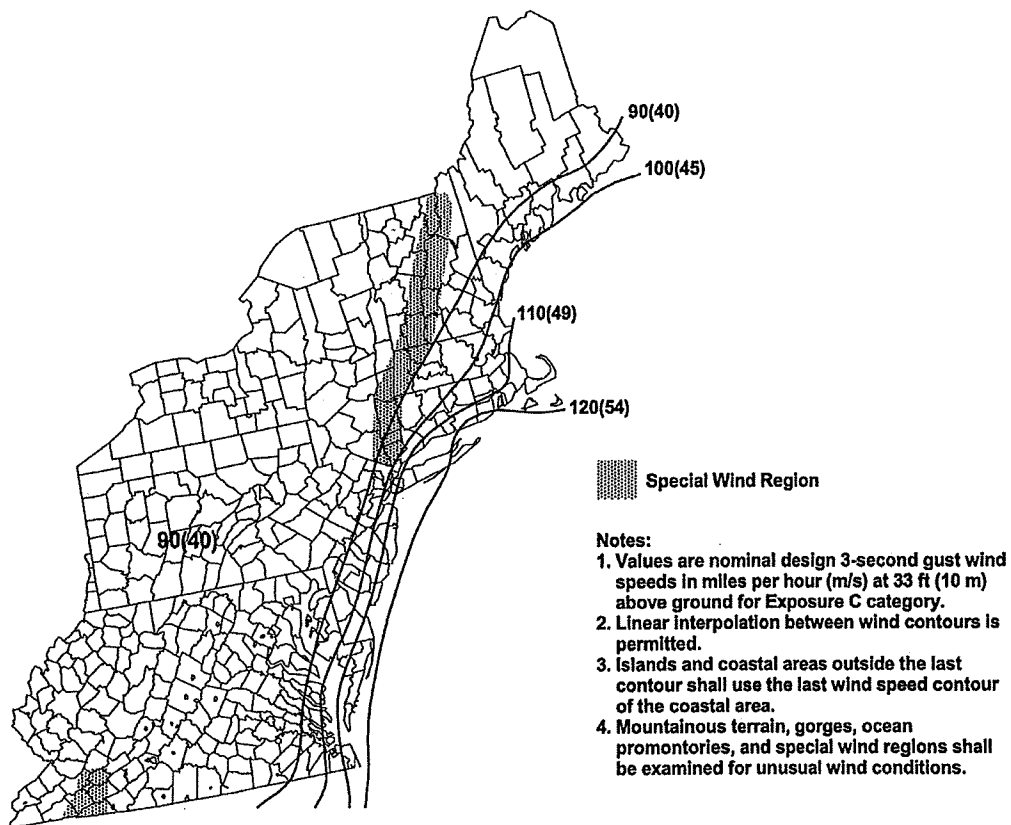 90(40)
100(45)
110(49)
120(54)
Special Wind Region
90(40)
Notes:
1. Values are nominal design 3-second gust wind
speeds in miles per hour (m/s) at 33 ft (10 m)
above ground for Exposure C category.
2. Linear interpolation between wind contours is
permitted.
3. Islands and coastal areas outside the last
contour shall use the last wind speed contour
of the coastal area.
4. Mountainous terrain, gorges, ocean
promontories, and special wind regions shall
be examined for unusual wind conditions.